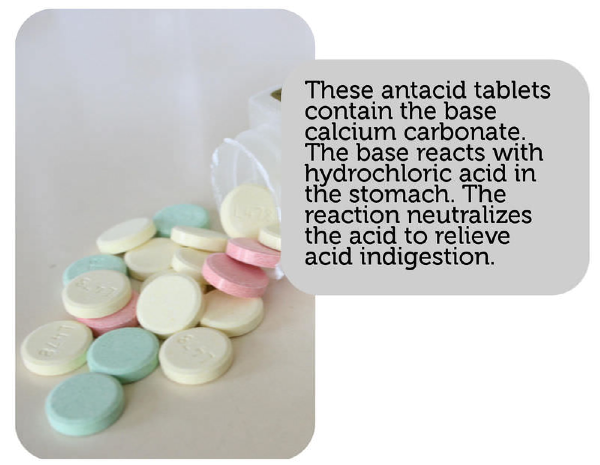 These antacid tablets
contain the base
calcium carbonate.
The base reacts with
hydrochloric acid in
the stomach. The
reaction neutralizes
the acid to relieve
acid indigestion.